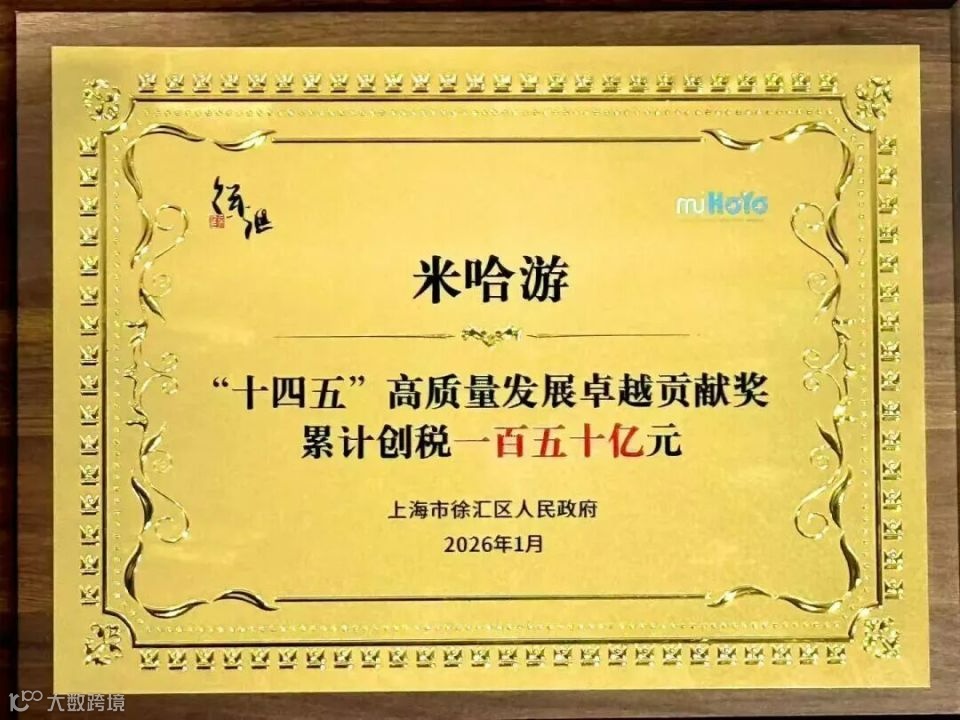 徐汇
miHoYo
米哈游
“十四五”高质量发展卓越贡献奖
累计创税一百五十亿元
上海市徐汇区人民政府
2026年1月
大数跨境